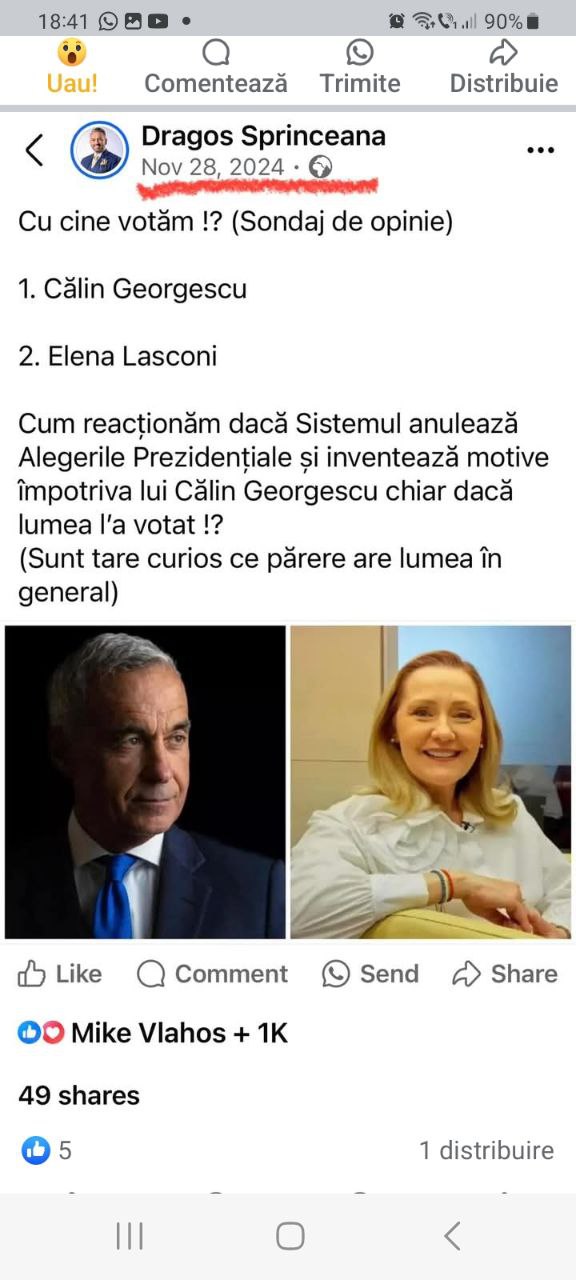 18:41
90%
Uau! Comentează Trimite Distribuie
Dragos Sprinceana
Nov 28, 2024 ·
Cu cine votăm !? (Sondaj de opinie)
1. Călin Georgescu
2. Elena Lasconi
Cum reacționăm dacă Sistemul anulează
Alegerile Prezidențiale și inventează motive
împotriva lui Călin Georgescu chiar dacă
lumea l'a votat !?
(Sunt tare curios ce părere are lumea în
general)
Like Comment Send Share
Mike Vlahos + 1K
49 shares
5
1 distribuire